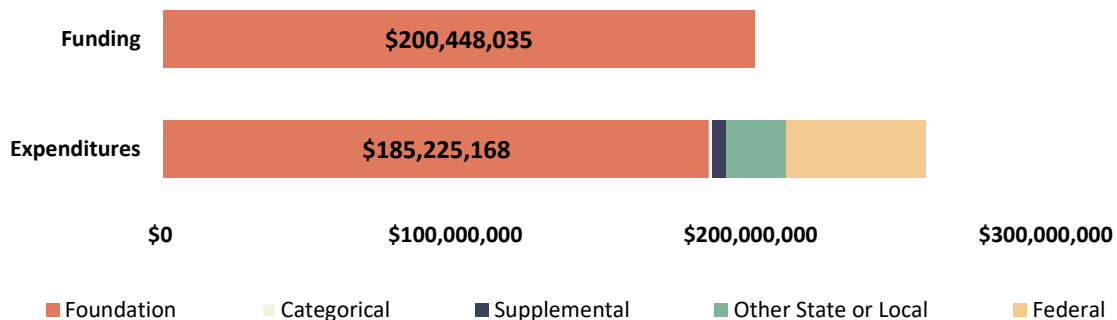 Funding
$200,448,035
Expenditures
$185,225,168
$0 $100,000,000 $200,000,000 $300,000,000
Foundation Categorical Supplemental Other State or Local Federal